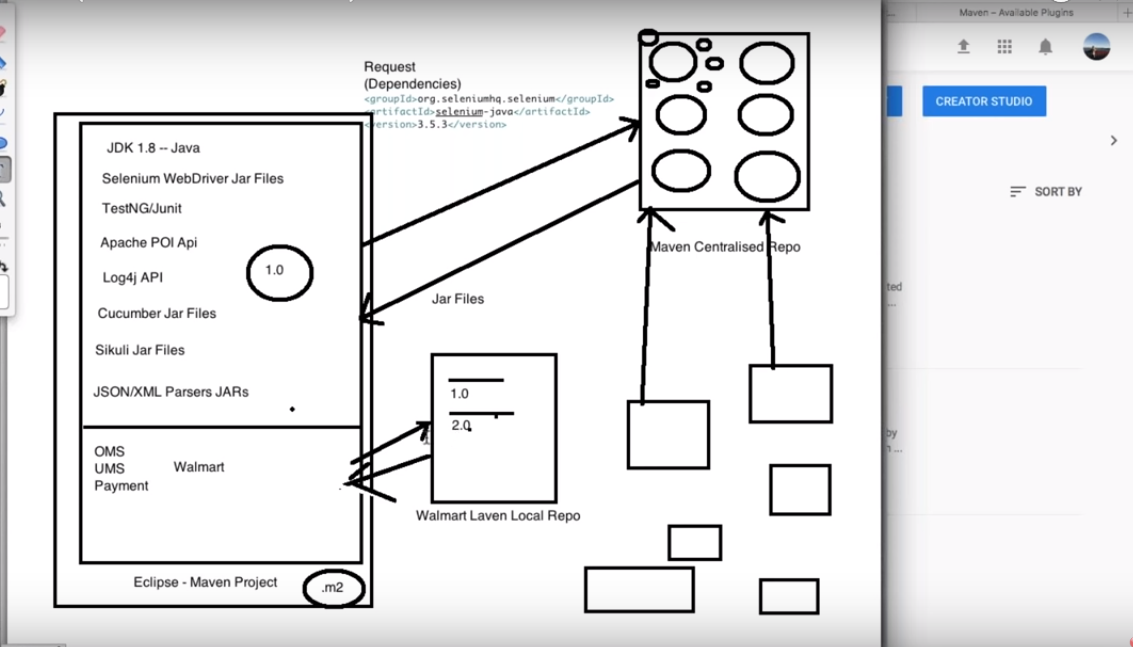 Maven – Available Plugins
Request
(Dependencies)
<groupId>org.seleniumhq.selenium</groupId>
<artifactId>selenium-java</artifactId>
<version>3.5.3</version>
CREATOR STUDIO
SORT BY
JDK 1.8 -- Java
Selenium WebDriver Jar Files
TestNG/Junit
Apache POI Api
Log4j API
1.0
Cucumber Jar Files
Sikuli Jar Files
JSON/XML Parsers JARs
Maven Centralised Repo
Jar Files
1.0
2.0
OMS
UMS
Payment
Walmart
Walmart Laven Local Repo
Eclipse - Maven Project
.m2
ted
by